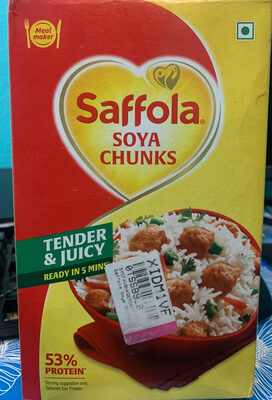 Meal
maker
Saffola
SOYA
CHUNKS
TENDER
& JUICY
READY IN 5 MINS
XIDM1VF
53%
PROTEIN*
Serving suggestion only
Textured Soy Protein.